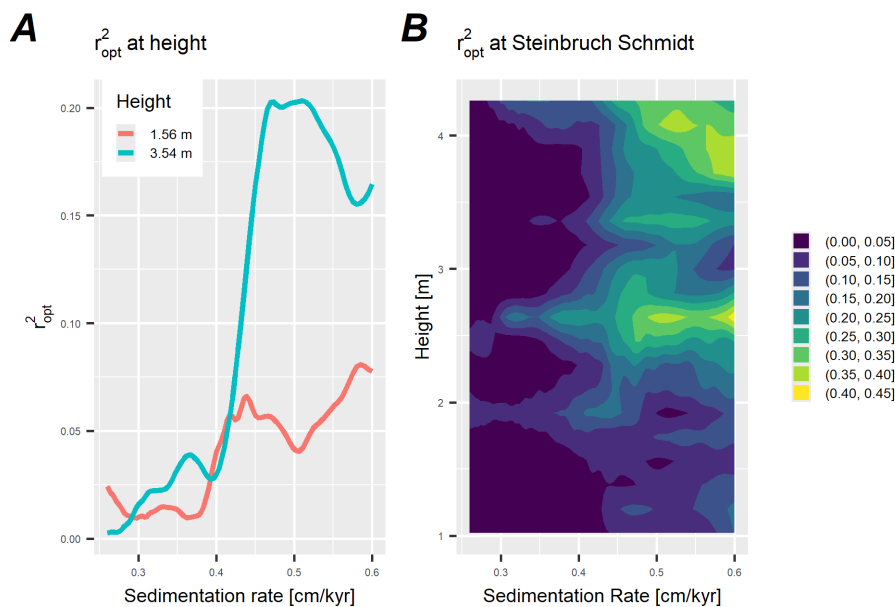 A
r²opt at height
Height
1.56 m
3.54 m
0.20
0.15
0.10
0.05
0.00
r²opt
0.3 0.4 0.5 0.6
Sedimentation rate [cm/kyr]
B
r²opt at Steinbruch Schmidt
4
3
2
1
Height [m]
0.3 0.4 0.5 0.6
Sedimentation Rate [cm/kyr]
(0.00, 0.05]
(0.05, 0.10]
(0.10, 0.15]
(0.15, 0.20]
(0.20, 0.25]
(0.25, 0.30]
(0.30, 0.35]
(0.35, 0.40]
(0.40, 0.45]